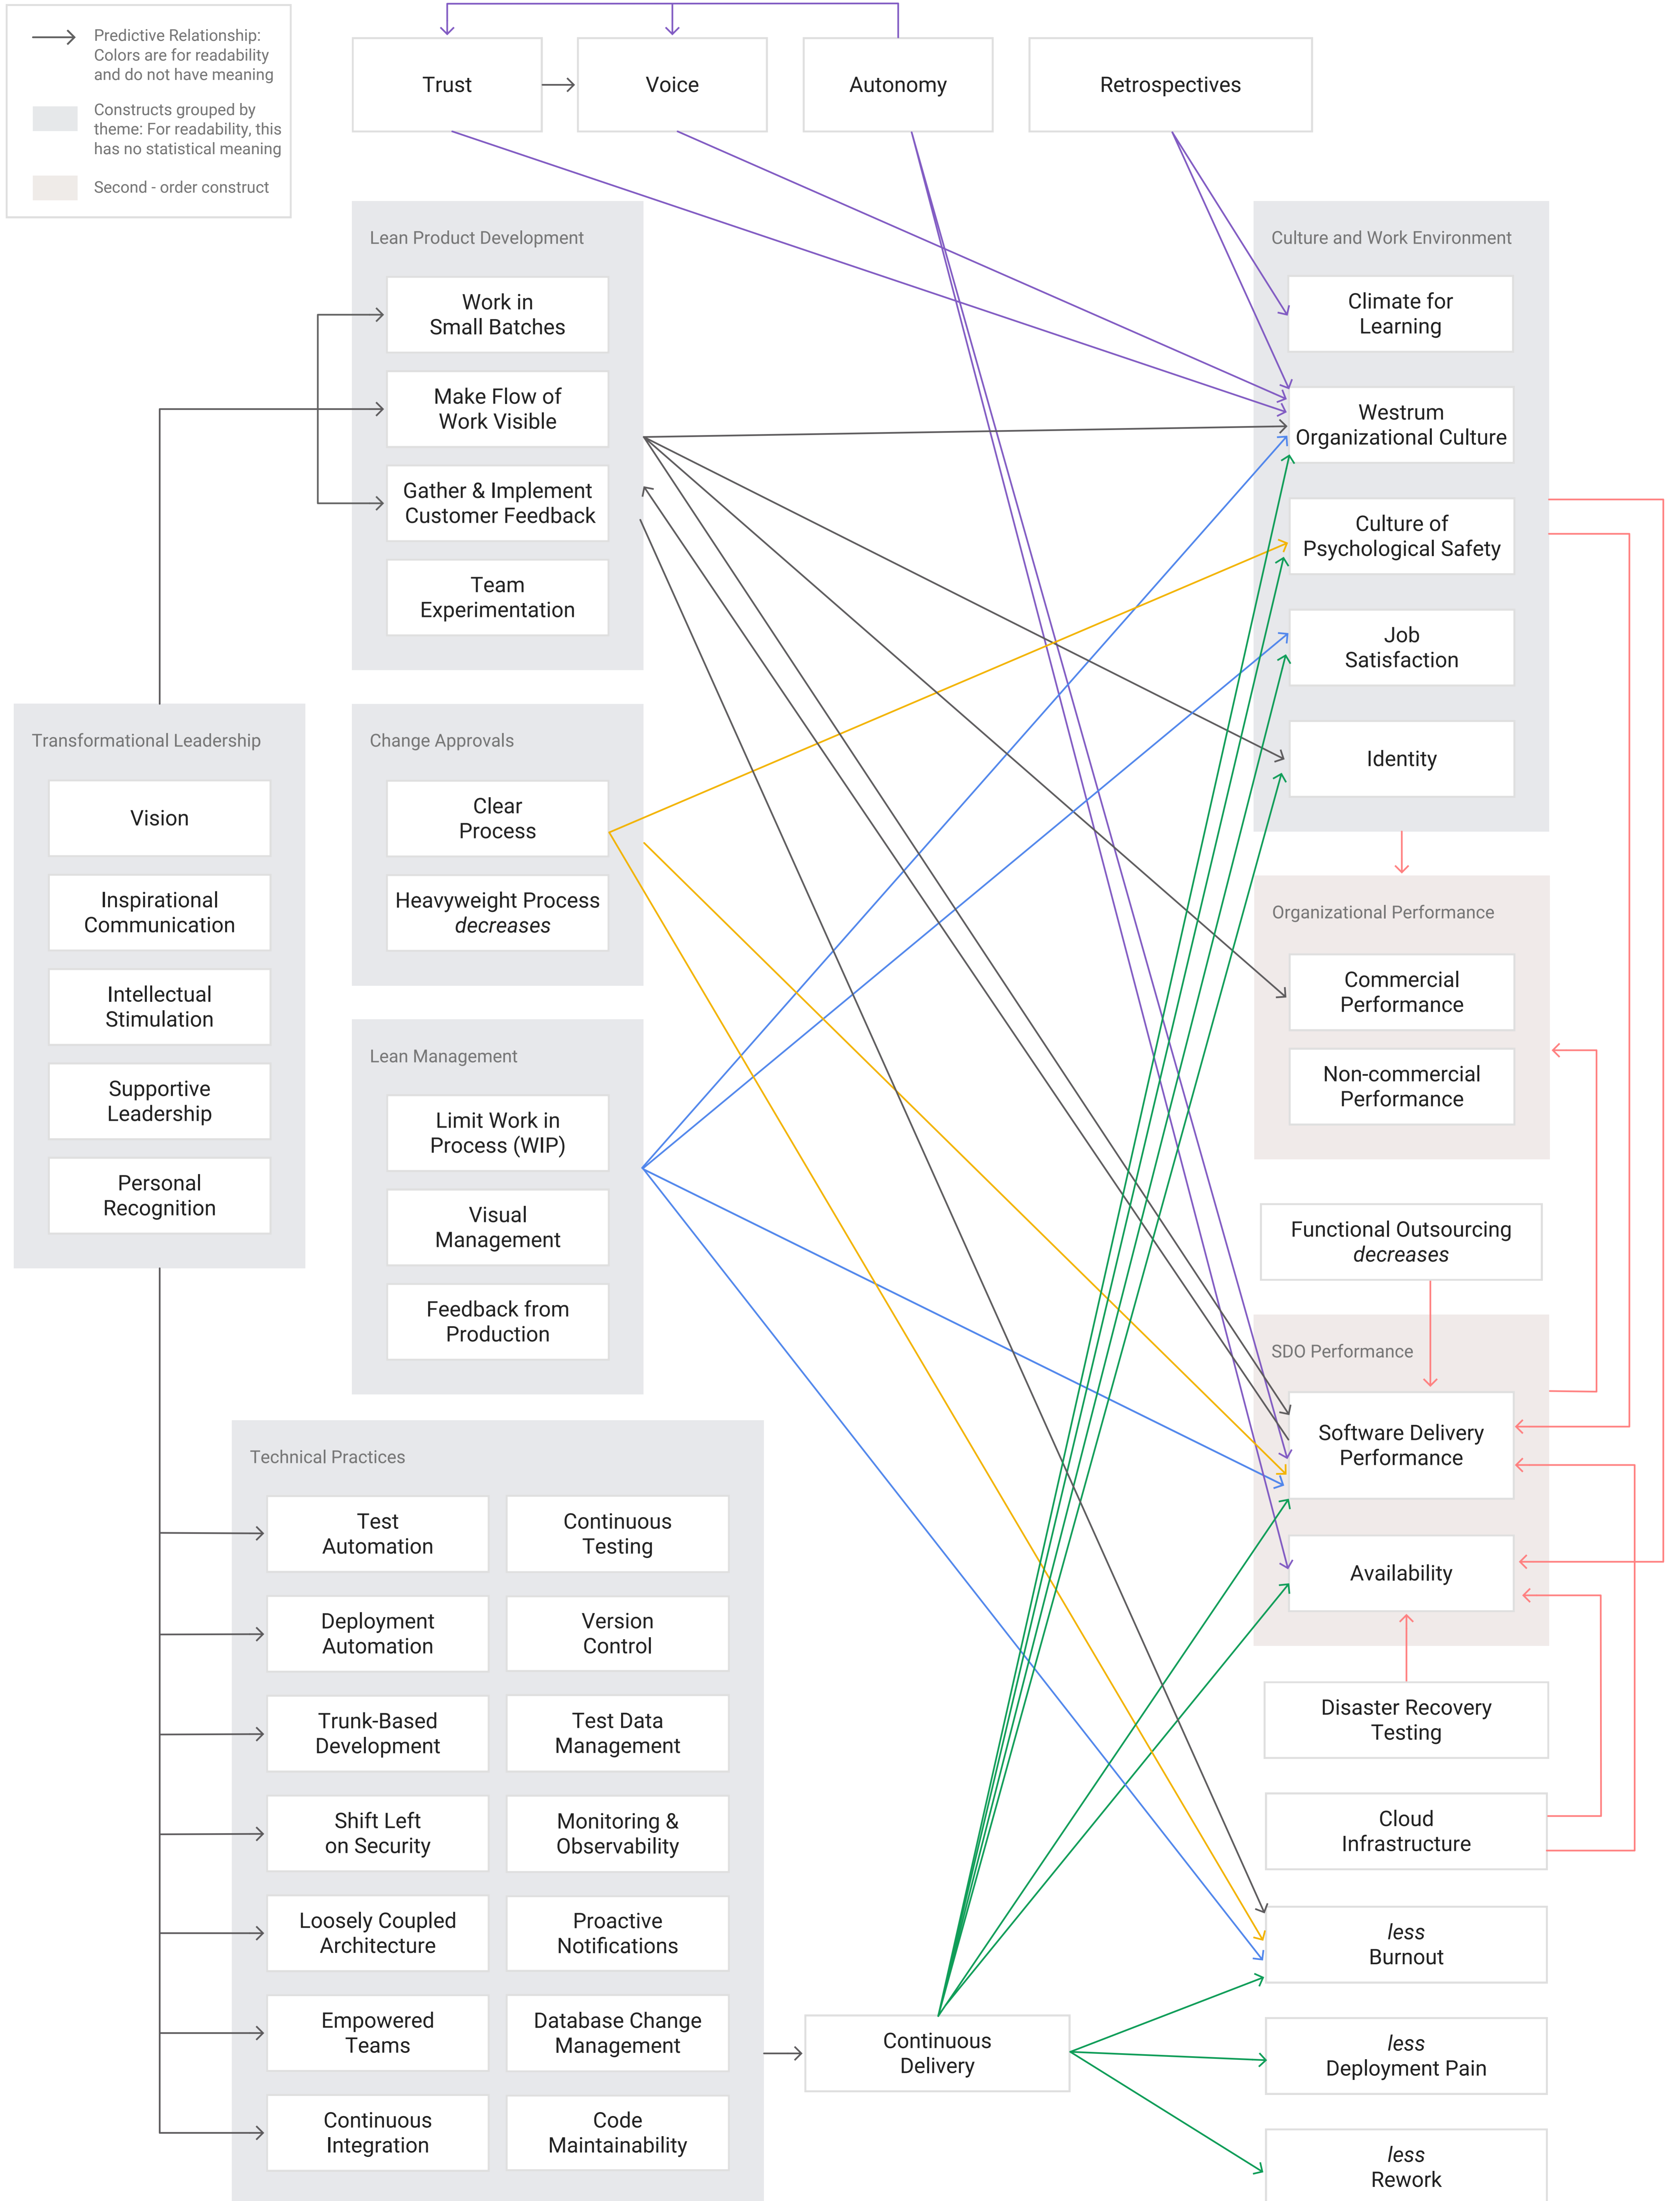 Predictive Relationship:
Colors are for readability
and do not have meaning
Constructs grouped by
theme: For readability, this
has no statistical meaning
Second - order construct
Trust
Voice
Autonomy
Retrospectives
Lean Product Development
Work in
Small Batches
Make Flow of
Work Visible
Gather & Implement
Customer Feedback
Team
Experimentation
Culture and Work Environment
Climate for
Learning
Westrum
Organizational Culture
Culture of
Psychological Safety
Job
Satisfaction
Identity
Transformational Leadership
Vision
Inspirational
Communication
Intellectual
Stimulation
Supportive
Leadership
Personal
Recognition
Change Approvals
Clear
Process
Heavyweight Process
decreases
Organizational Performance
Commercial
Performance
Non-commercial
Performance
Lean Management
Limit Work in
Process (WIP)
Visual
Management
Feedback from
Production
Functional Outsourcing
decreases
SDO Performance
Software Delivery
Performance
Availability
Technical Practices
Test
Automation
Continuous
Testing
Deployment
Automation
Version
Control
Trunk-Based
Development
Test Data
Management
Shift Left
on Security
Monitoring &
Observability
Loosely Coupled
Architecture
Proactive
Notifications
Empowered
Teams
Database Change
Management
Continuous
Integration
Code
Maintainability
Continuous
Delivery
Disaster Recovery
Testing
Cloud
Infrastructure
less
Burnout
less
Deployment Pain
less
Rework